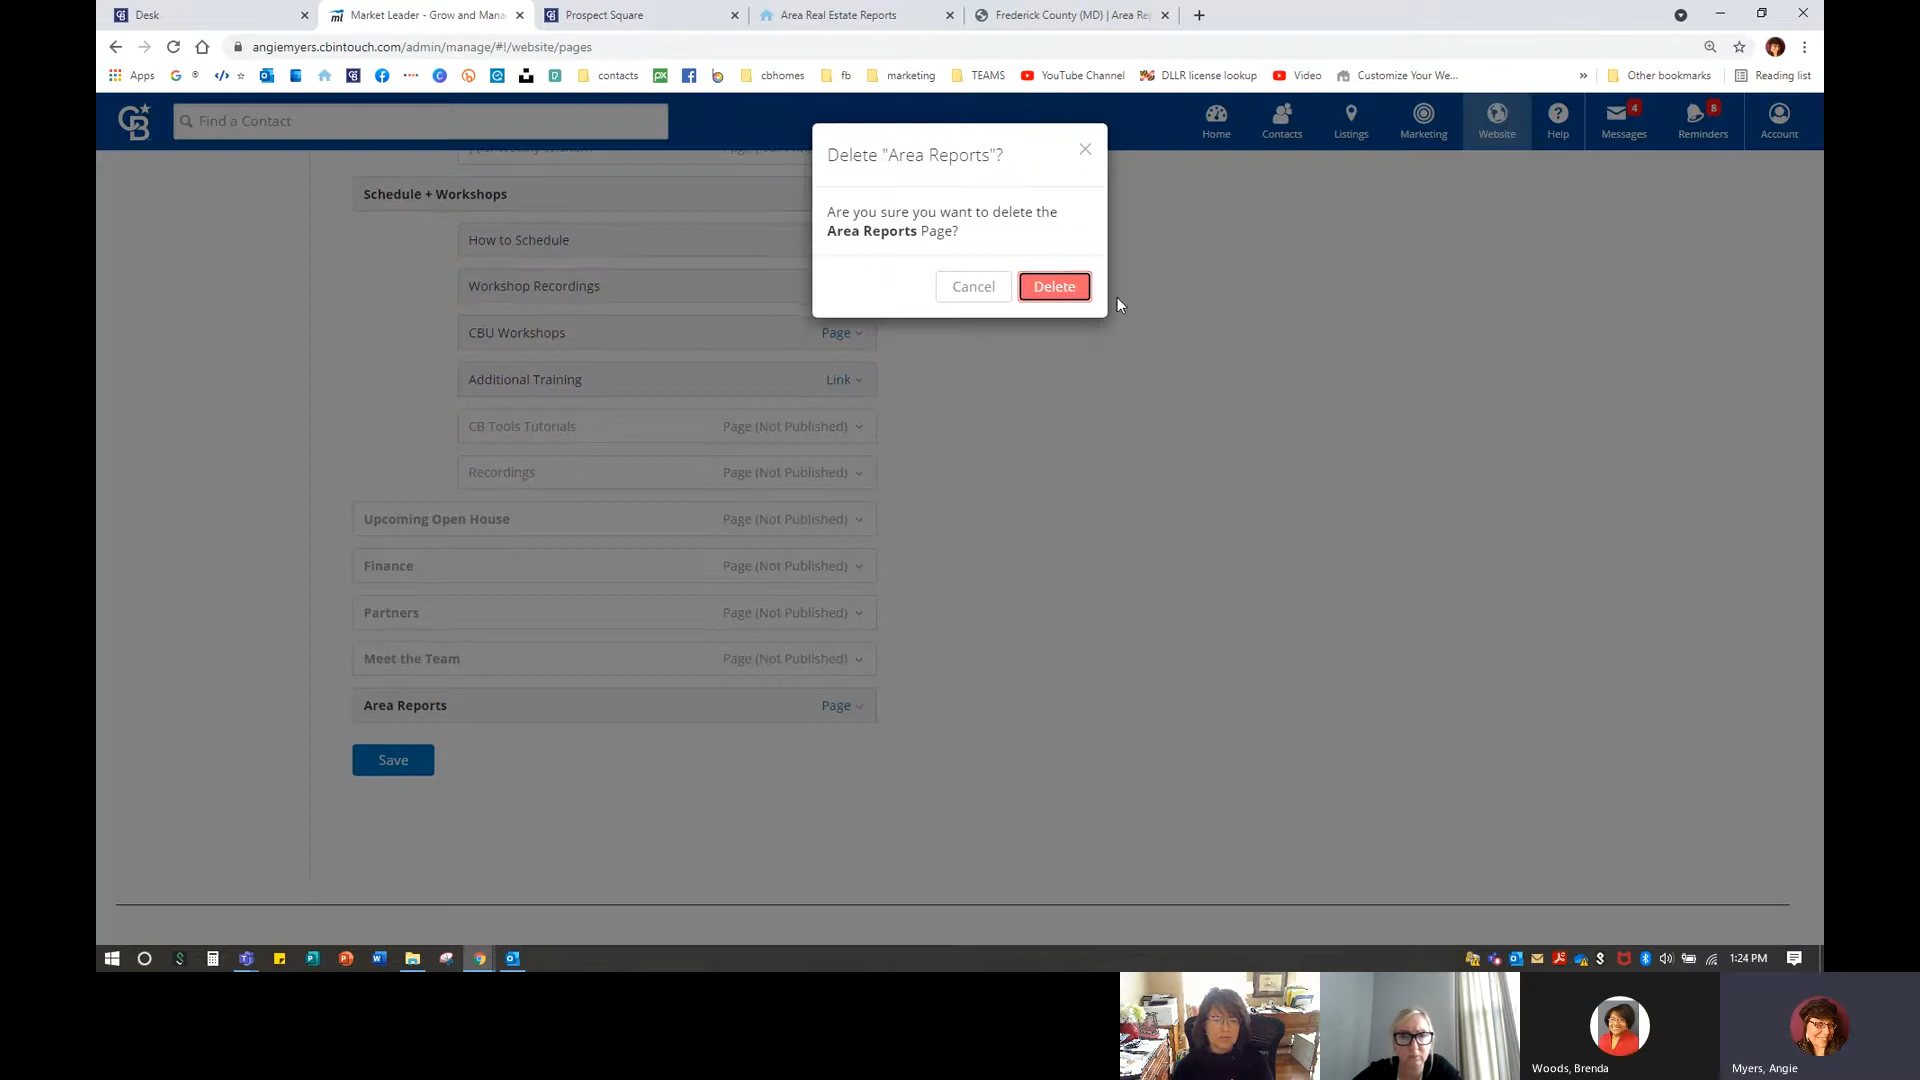 Desk
Market Leader - Grow and Mana
Prospect Square
Area Real Estate Reports
Frederick County (MD) | Area Re
angiemyers.cbintouch.com/admin/manage/#!/website/pages
Apps
contacts
cbhomes
fb
marketing
TEAMS
YouTube Channel
DLLR license lookup
Video
Customize Your We...
Other bookmarks
Reading list
Find a Contact
Home
Contacts
Listings
Marketing
Website
Help
4
Messages
8
Reminders
Account
Delete "Area Reports"?
Are you sure you want to delete the
Area Reports Page?
Cancel
Delete
Schedule + Workshops
How to Schedule
Workshop Recordings
CBU Workshops Page
Additional Training Link
CB Tools Tutorials Page (Not Published)
Recordings Page (Not Published)
Upcoming Open House Page (Not Published)
Finance Page (Not Published)
Partners Page (Not Published)
Meet the Team Page (Not Published)
Area Reports Page
Save
1:24 PM
Woods, Brenda
Myers, Angie